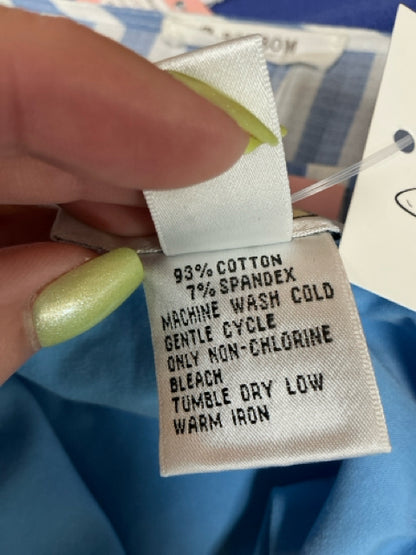 93% COTTON
7% SPANDEX
MACHINE WASH COLD
GENTLE CYCLE
ONLY NON-CHLORINE
BLEACH
TUMBLE DRY LOW
WARM IRON